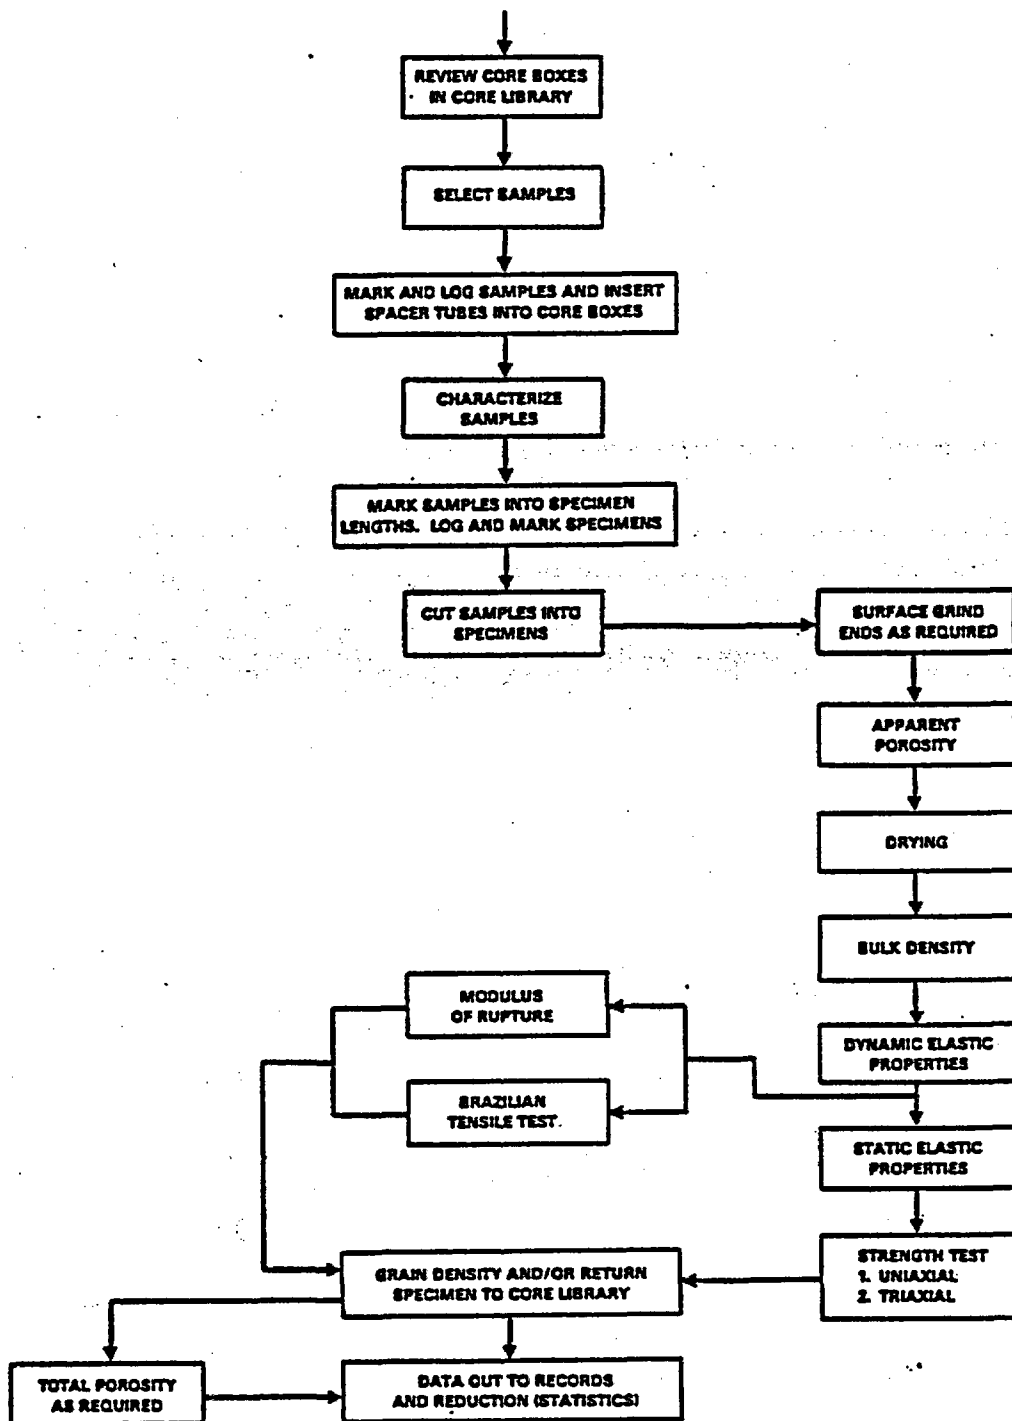 REVIEW CORE BOXES
IN CORE LIBRARY
SELECT SAMPLES
MARK AND LOG SAMPLES AND INSERT
SPACER TUBES INTO CORE BOXES
CHARACTERIZE
SAMPLES
MARK SAMPLES INTO SPECIMEN
LENGTHS. LOG AND MARK SPECIMENS
CUT SAMPLES INTO
SPECIMENS
SURFACE GRIND
ENDS AS REQUIRED
APPARENT
POROSITY
DRYING
BULK DENSITY
MODULUS
OF RUPTURE
DYNAMIC ELASTIC
PROPERTIES
BRAZILIAN
TENSILE TEST.
STATIC ELASTIC
PROPERTIES
STRENGTH TEST
1. UNIAXIAL
2. TRIAXIAL
GRAIN DENSITY AND/OR RETURN
SPECIMEN TO CORE LIBRARY
TOTAL POROSITY
AS REQUIRED
DATA OUT TO RECORDS
AND REDUCTION (STATISTICS)